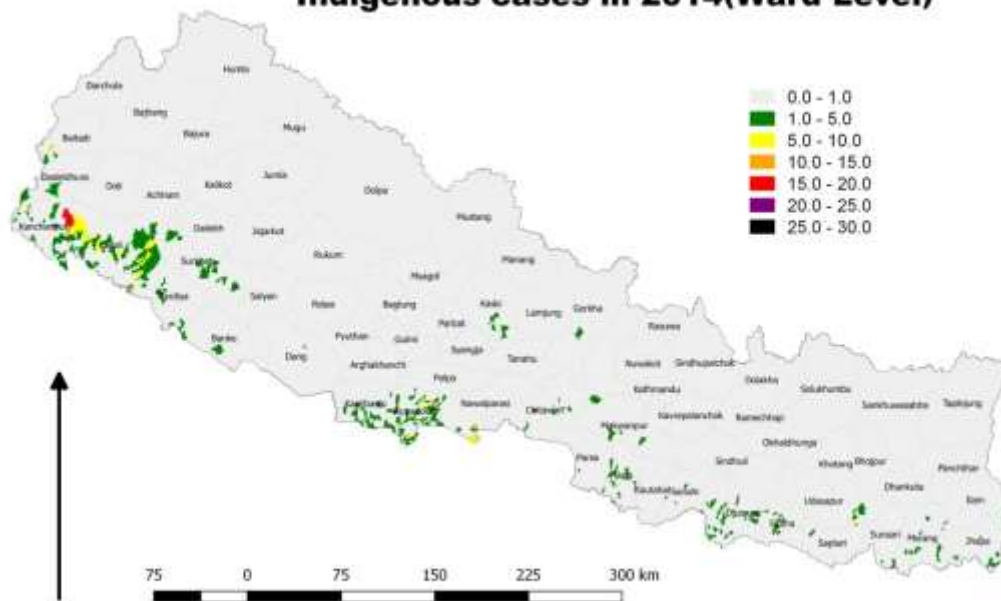 Indigenous Cases in 2014(Ward Level)
Humla
Darchula
0.0 - 1.0
Bajhang
1.0 - 5.0
Mugu
5.0 - 10.0
Baitadi
Bajura
10.0 - 15.0
Dadeldhura
Doti
Achham
Kalikot
Jumla
Dolpa
15.0 - 20.0
20.0 - 25.0
Mustang
25.0 - 30.0
Dailekh
Jajarkot
Rukum
Manang
Myagdi
Salyan
Rolpa
Baglung
Kaski
Lamjung
Gorkha
Rasuwa
Banke
Pyuthan
Gulmi
Parbat
Syangja
Tanahu
Dang
Arghakhanchi
Nuwakot
Sindhupalchok
Dolakha
Palpa
Kathmandu
Solukhumbu
Nawalparasi
Kavrepalanchok
Ramechhap
Sankhuwasabha
Taplejung
Makwanpur
Okhaldhunga
Parsa
Sindhuli
Khotang
Bhojpur
Panchthar
Dhankuta
Udayapur
Ilam
Saptari
Sunsari
Morang
Jhapa
75
0
75
150
225
300 km